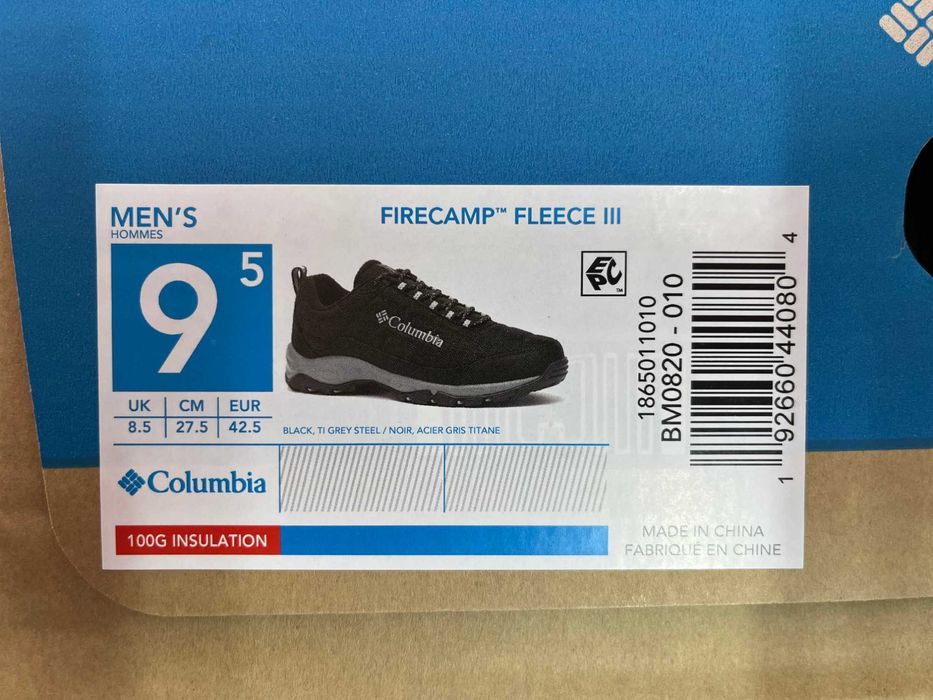 MEN'S
HOMMES
9 5
UK CM EUR
8.5 27.5 42.5
FIRECAMP™ FLEECE III
EPC™
Columbia
BLACK, TI GREY STEEL / NOIR, ACIER GRIS TITANE
1865011010
BM0820 - 010
1 92660 44080 4
Columbia
100G INSULATION
MADE IN CHINA
FABRIQUÉ EN CHINE